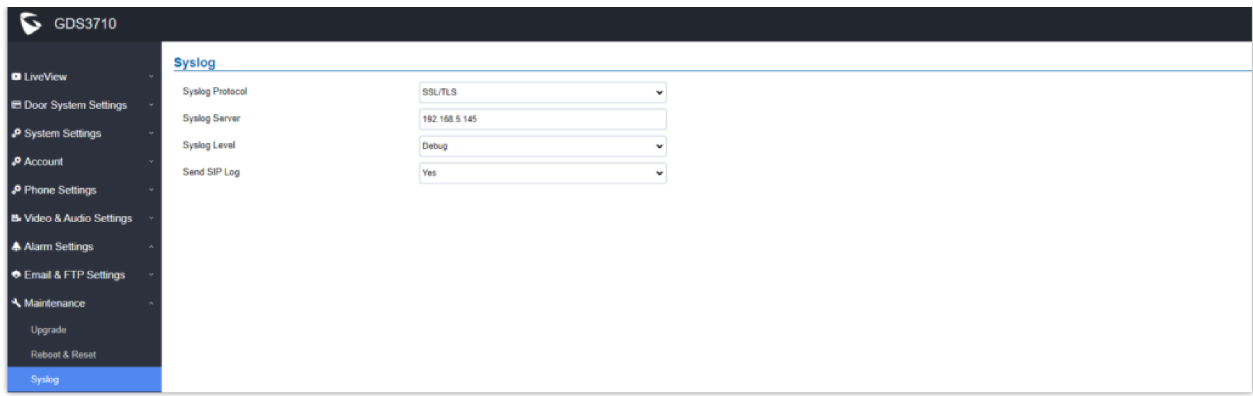 GDS3710
LiveView
Door System Settings
System Settings
Account
Phone Settings
Video & Audio Settings
Alarm Settings
Email & FTP Settings
Maintenance
Upgrade
Reboot & Reset
Syslog
Syslog
Syslog Protocol SSL/TLS
Syslog Server 192.168.5.145
Syslog Level Debug
Send SIP Log Yes